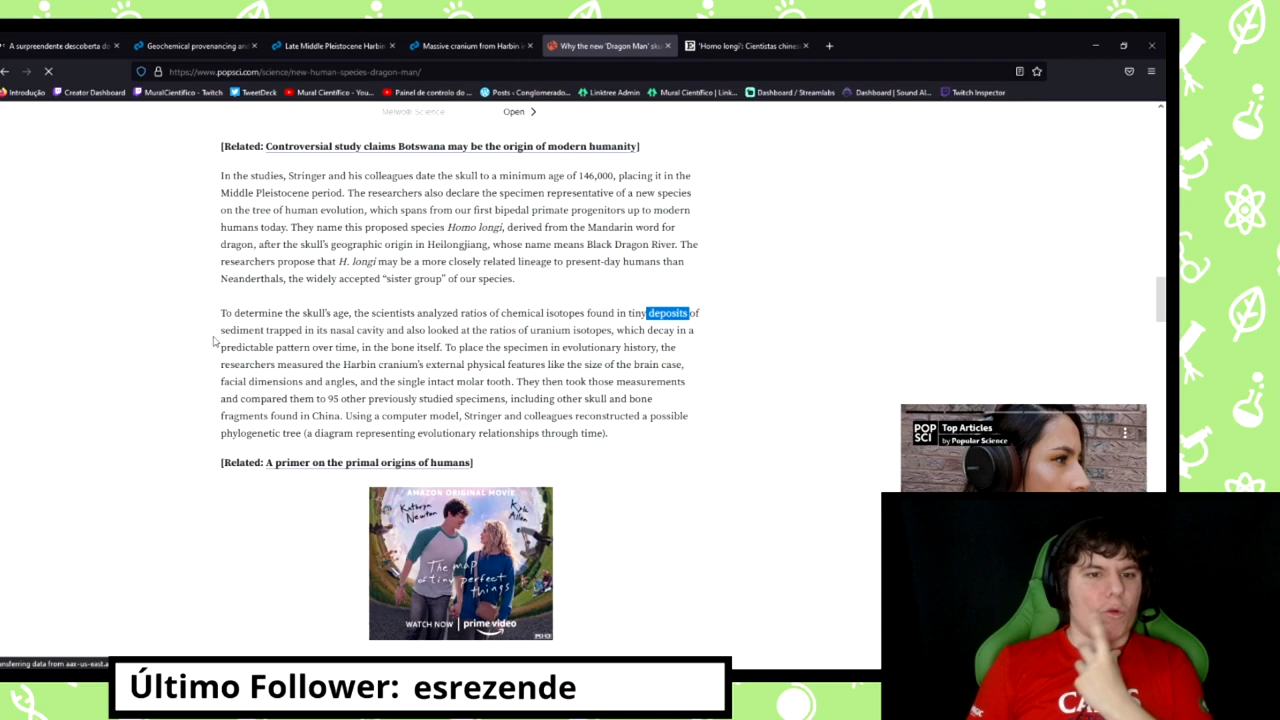 A surpreendente descoberta do
Geochemical provenancing an
Late Middle Pleistocene Harbin
Massive cranium from Harbin i
Why the new 'Dragon Man' sku
'Homo longi': Cientistas chines
https://www.popsci.com/science/new-human-species-dragon-man/
Introdução
Creator Dashboard
MuralCientifico - Twitch
TweetDeck
Mural Científico - You...
Painel de controlo do ...
Posts ‹ Conglomerado...
Linktree Admin
Mural Científico | Link...
Dashboard / Streamlabs
Dashboard | Sound Al...
Twitch Inspector
Open
[Related: Controversial study claims Botswana may be the origin of modern humanity]
In the studies, Stringer and his colleagues date the skull to a minimum age of 146,000, placing it in the
Middle Pleistocene period. The researchers also declare the specimen representative of a new species
on the tree of human evolution, which spans from our first bipedal primate progenitors up to modern
humans today. They name this proposed species Homo longi, derived from the Mandarin word for
dragon, after the skull's geographic origin in Heilongjiang, whose name means Black Dragon River. The
researchers propose that H. longi may be a more closely related lineage to present-day humans than
Neanderthals, the widely accepted “sister group” of our species.
To determine the skull's age, the scientists analyzed ratios of chemical isotopes found in tiny deposits of
sediment trapped in its nasal cavity and also looked at the ratios of uranium isotopes, which decay in a
predictable pattern over time, in the bone itself. To place the specimen in evolutionary history, the
researchers measured the Harbin cranium's external physical features like the size of the brain case,
facial dimensions and angles, and the single intact molar tooth. They then took those measurements
and compared them to 95 other previously studied specimens, including other skull and bone
fragments found in China. Using a computer model, Stringer and colleagues reconstructed a possible
phylogenetic tree (a diagram representing evolutionary relationships through time).
[Related: A primer on the primal origins of humans]
POP
SCI
Top Articles
by Popular Science
AMAZON ORIGINAL MOVIE
Kathryn
Newton
Kyle
Allen
The map
of tiny perfect
things
WATCH NOW
prime video
Último Follower: esrezende